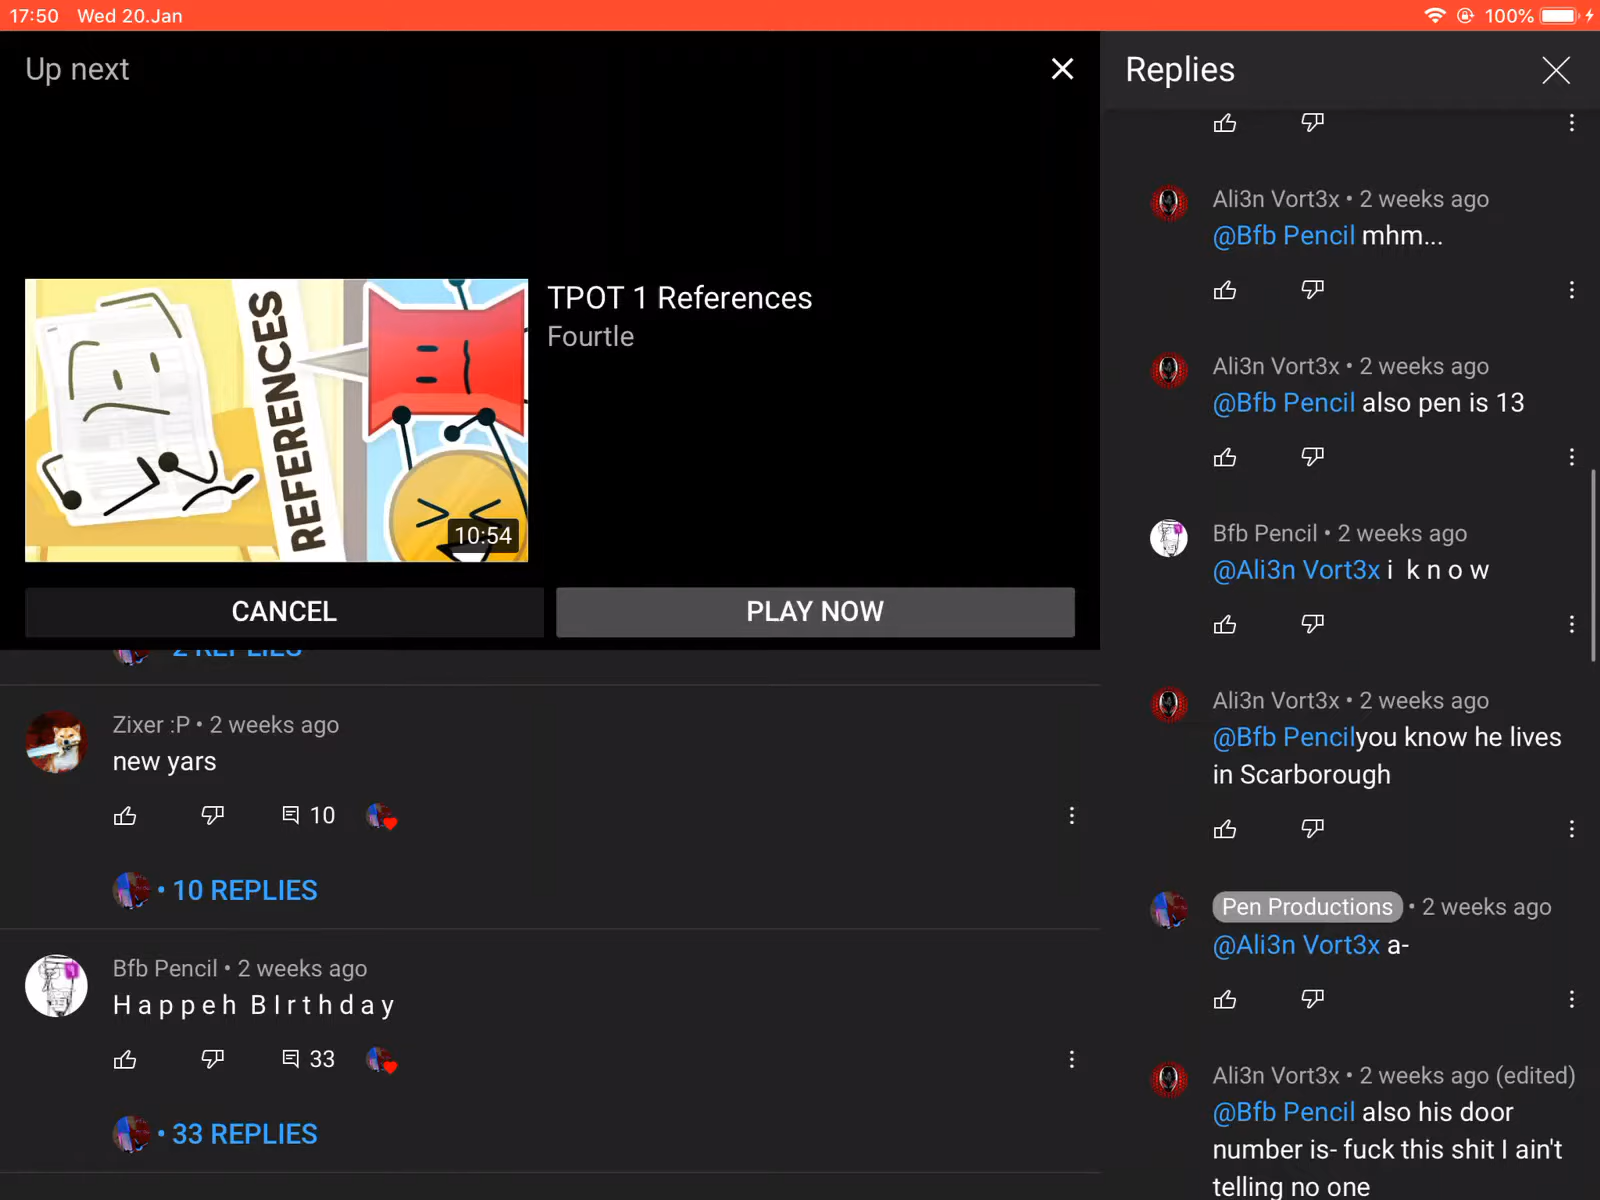 17:50 Wed 20.Jan
100%
Up next
REFERENCES
10:54
TPOT 1 References
Fourtle
CANCEL
PLAY NOW
2 REPLIES
Zixer :P • 2 weeks ago
new yars
10
• 10 REPLIES
Bfb Pencil • 2 weeks ago
H a p p e h B I r t h d a y
33
• 33 REPLIES
Replies
Ali3n Vort3x • 2 weeks ago
@Bfb Pencil mhm...
Ali3n Vort3x • 2 weeks ago
@Bfb Pencil also pen is 13
Bfb Pencil • 2 weeks ago
@Ali3n Vort3x i k n o w
Ali3n Vort3x • 2 weeks ago
@Bfb Pencilyou know he lives
in Scarborough
Pen Productions • 2 weeks ago
@Ali3n Vort3x a-
Ali3n Vort3x • 2 weeks ago (edited)
@Bfb Pencil also his door
number is- fuck this shit I ain't
telling no one